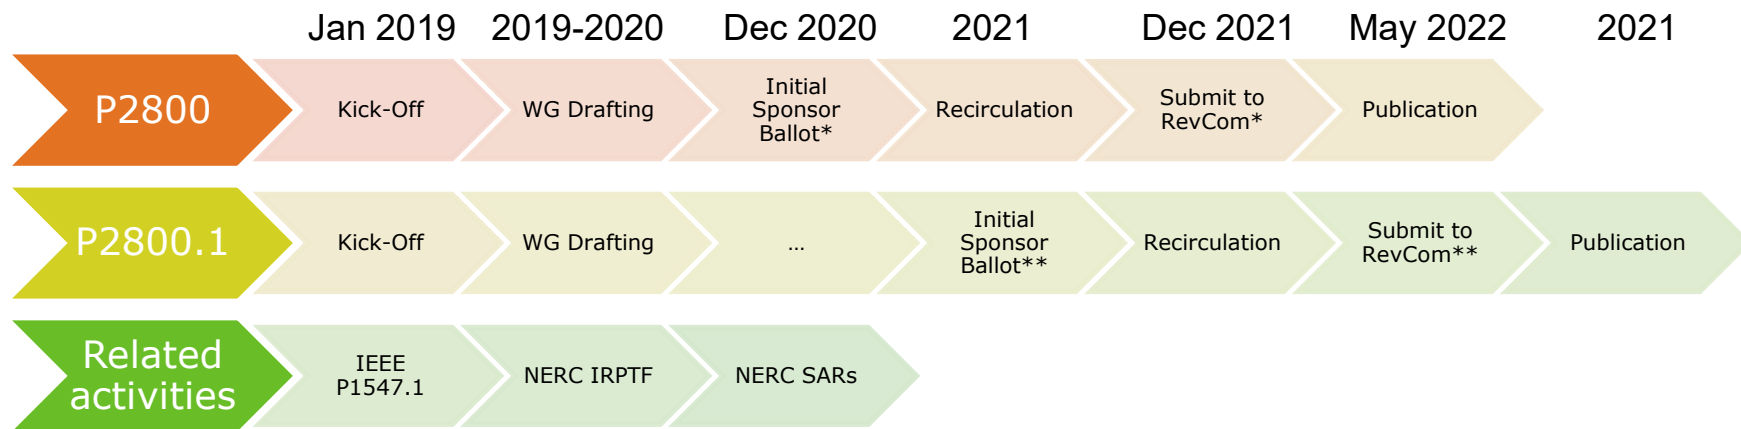 Jan 2019 2019-2020 Dec 2020 2021 Dec 2021 May 2022 2021
P2800
Kick-Off
WG Drafting
Initial
Sponsor
Ballot*
Recirculation
Submit to
RevCom*
Publication
P2800.1
Kick-Off
WG Drafting
...
Initial
Sponsor
Ballot**
Recirculation
Submit to
RevCom**
Publication
Related
activities
IEEE
P1547.1
NERC IRPTF
NERC SARs